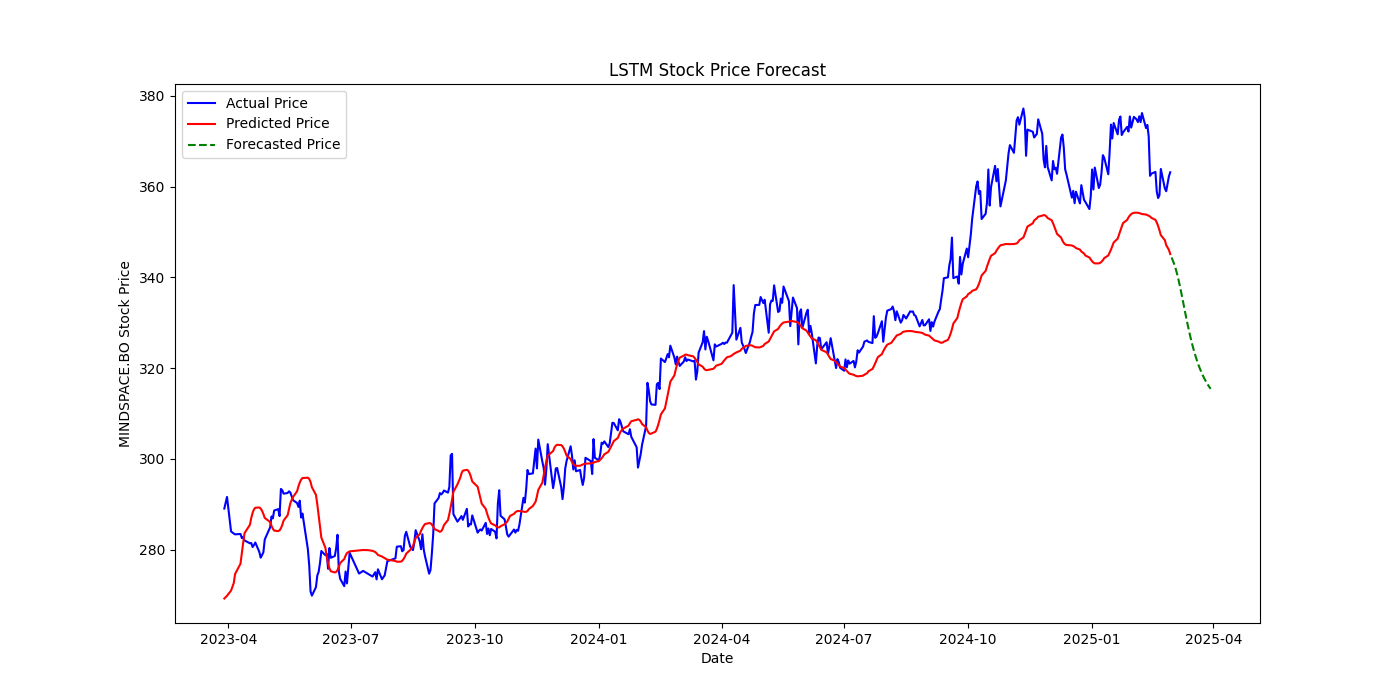 LSTM Stock Price Forecast
Actual Price
Predicted Price
Forecasted Price
MINDSPACE.BO Stock Price
380
360
340
320
300
280
2023-04
2023-07
2023-10
2024-01
2024-04
2024-07
2024-10
2025-01
2025-04
Date